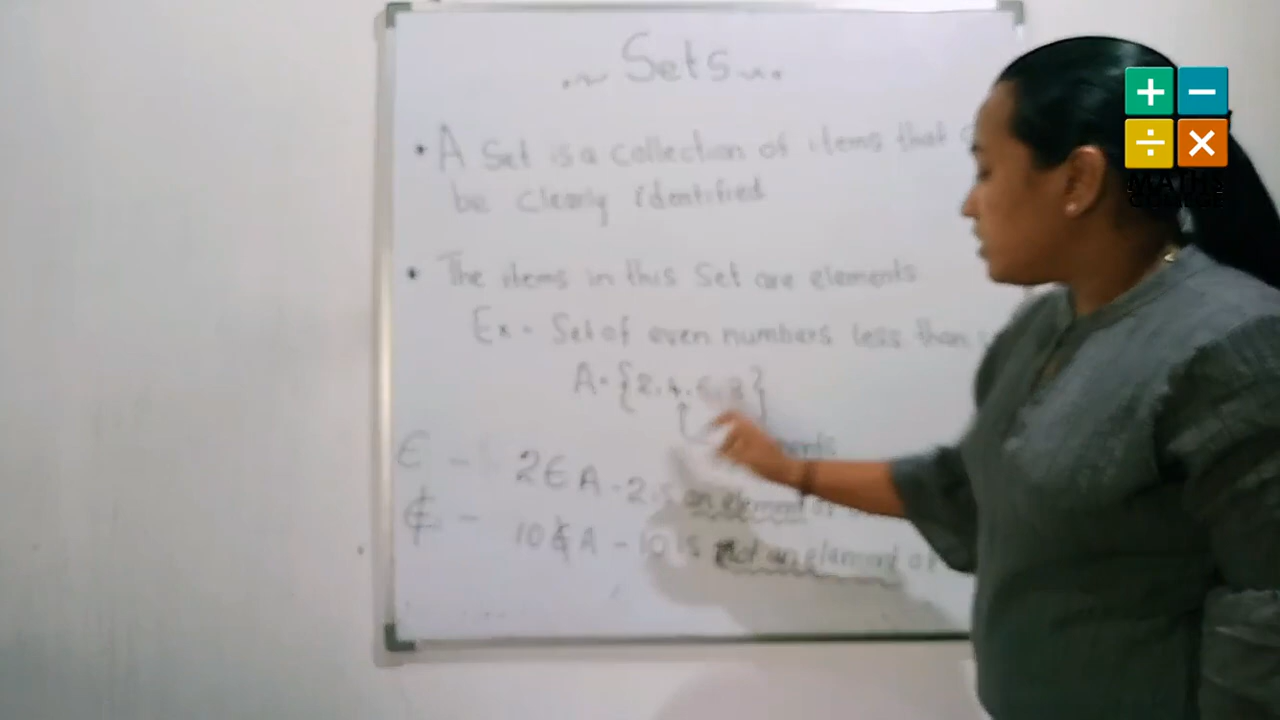 Sets
• A Set is a collection of items that
be clearly identified
• The items in this Set are elements
Ex - Set of even numbers less than
A = {2, 4, 6, 8}
∈ - 2 ∈ A - 2 is an element of
∉ - 10 ∉ A - 10 is not an element of
MATHS
COLLEGE